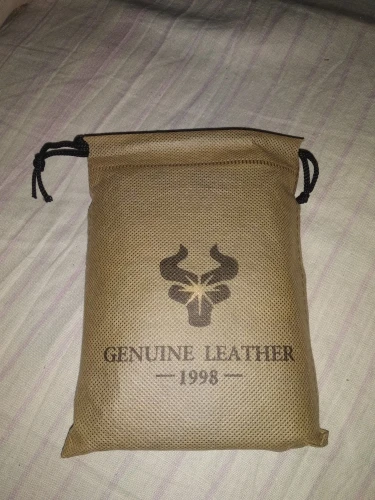 GENUINE LEATHER
— 1998 —